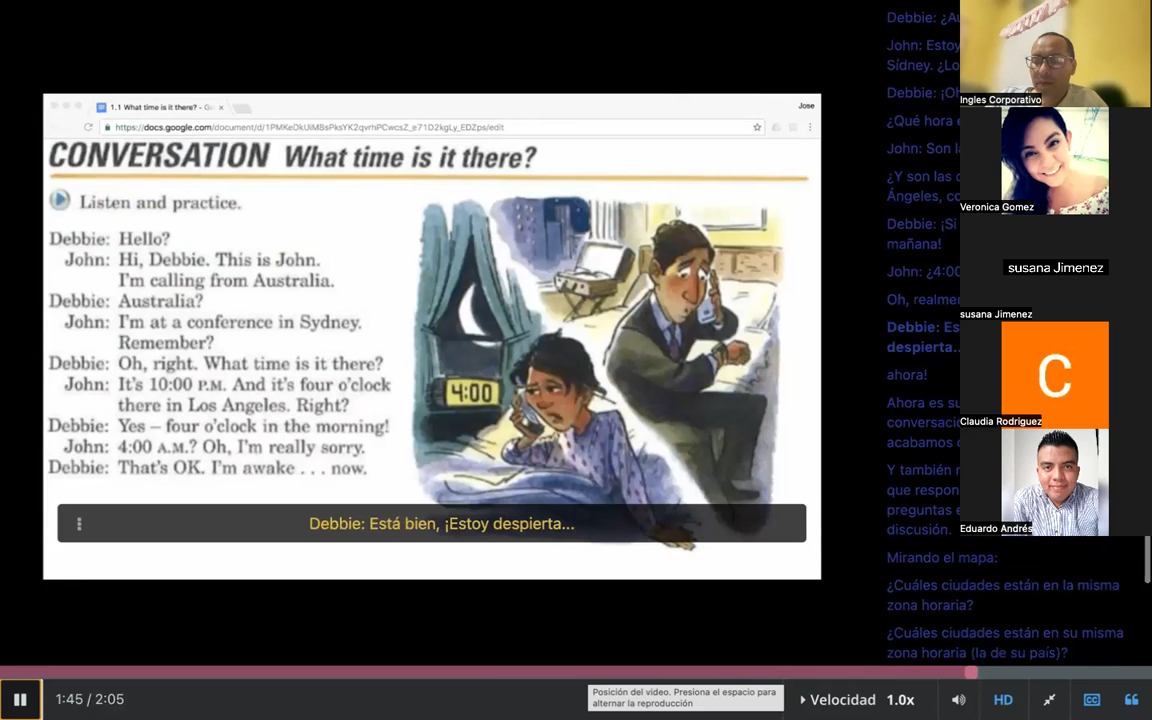 1.1 What time is it there? - G
Jose
https://docs.google.com/document/d/1PMKeDkUiM8sPksYK2qvrhPCwcsZ_e71D2kgLy_EDZps/edit
CONVERSATION What time is it there?
Listen and practice.
Debbie: Hello?
John: Hi, Debbie. This is John.
I'm calling from Australia.
Debbie: Australia?
John: I'm at a conference in Sydney.
Remember?
Debbie: Oh, right. What time is it there?
John: It's 10:00 P.M. And it's four o'clock
there in Los Angeles. Right?
Debbie: Yes – four o'clock in the morning!
John: 4:00 A.M.? Oh, I'm really sorry.
Debbie: That's OK. I'm awake . . . now.
4:00
Debbie: Está bien, ¡Estoy despierta...
Debbie: ¿Au
John: Estoy
Sídney. ¿Lo
Debbie: ¡Oh
¿Qué hora e
John: Son la
¿Y son las c
Ángeles, co
Debbie: ¡Si
mañana!
John: ¿4:00
Oh, realmer
Debbie: Es
despierta..
ahora!
Ahora es su
conversació
acabamos c
Y también r
que respon
preguntas e
discusión.
Mirando el mapa:
¿Cuáles ciudades están en la misma
zona horaria?
¿Cuáles ciudades están en su misma
zona horaria (la de su país)?
Ingles Corporativo
Veronica Gomez
susana Jimenez
susana Jimenez
C
Claudia Rodriguez
Eduardo Andrés
1:45 / 2:05
Posición del video. Presiona el espacio para
alternar la reproducción
Velocidad 1.0x
HD